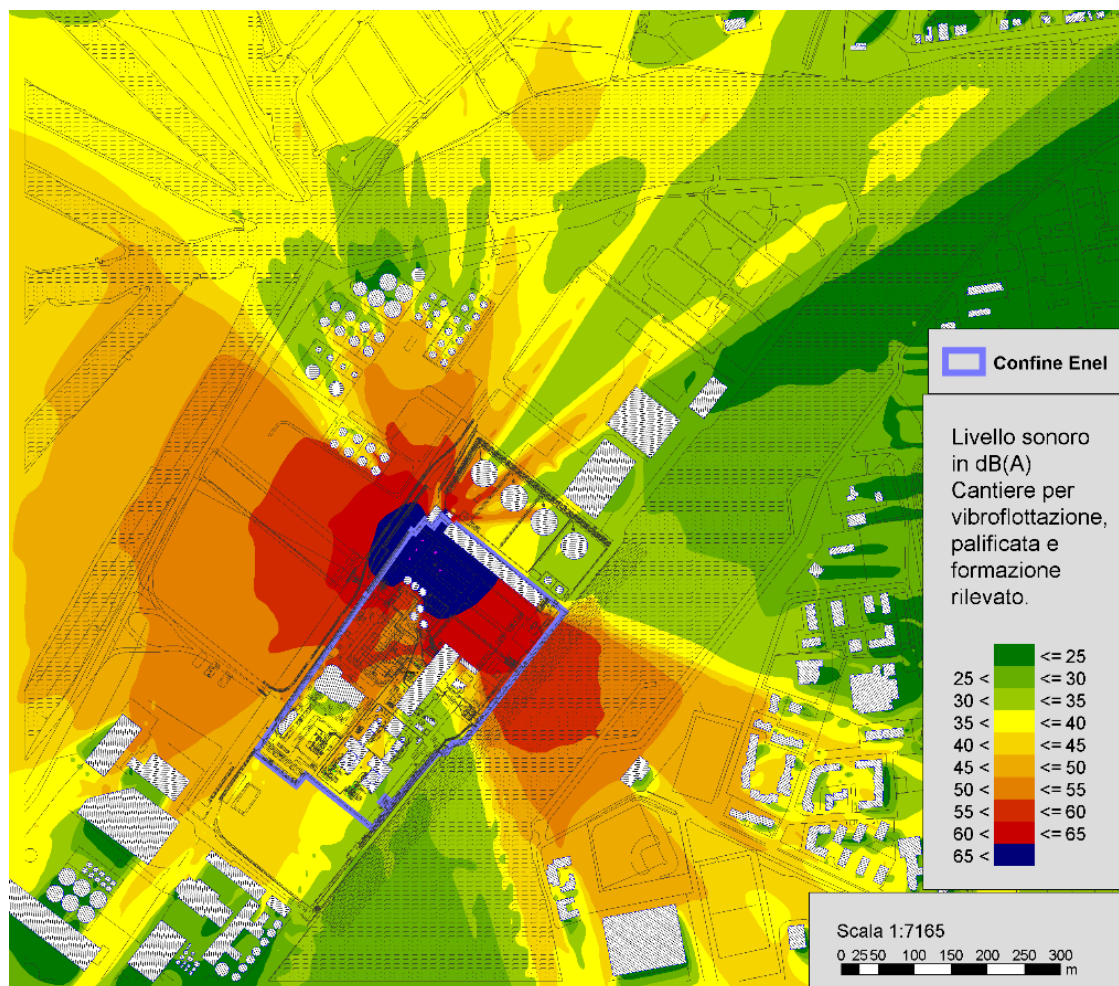 Confine Enel
Livello sonoro
in dB(A)
Cantiere per
vibroflottazione,
palificata e
formazione
rilevato.
<= 25
25 < <= 30
30 < <= 35
35 < <= 40
40 < <= 45
45 < <= 50
50 < <= 55
55 < <= 60
60 < <= 65
65 <
Scala 1:7165
0 25 50 100 150 200 250 300
m